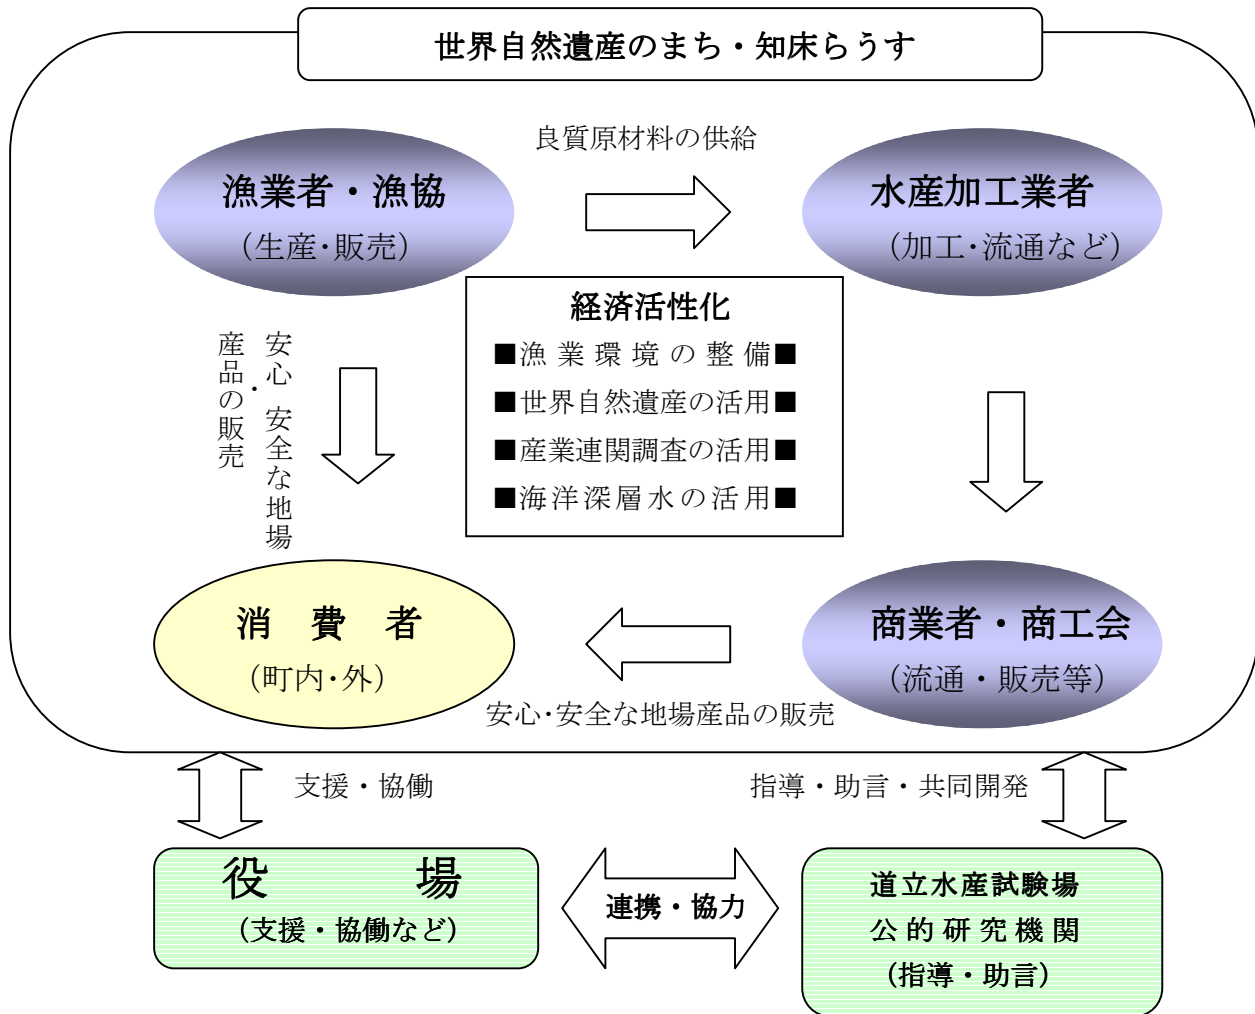 世界自然遺産のまち・知床らうす
良質原材料の供給
漁業者・漁協
（生産・販売）
水産加工業者
（加工・流通など）
経済活性化
■漁業環境の整備■
■世界自然遺産の活用■
■産業連関調査の活用■
■海洋深層水の活用■
安心・安全な地場
産品の販売
消費者
（町内・外）
商業者・商工会
（流通・販売等）
安心・安全な地場産品の販売
支援・協働
指導・助言・共同開発
役場
（支援・協働など）
連携・協力
道立水産試験場
公的研究機関
（指導・助言）